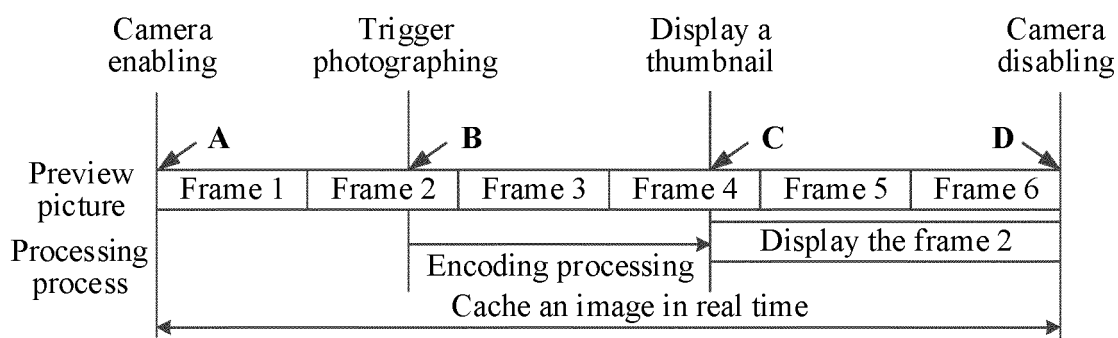 Camera
enabling
Trigger
photographing
Display a
thumbnail
Camera
disabling
A
B
C
D
Preview
picture
Frame 1
Frame 2
Frame 3
Frame 4
Frame 5
Frame 6
Processing
process
Encoding processing
Display the frame 2
Cache an image in real time